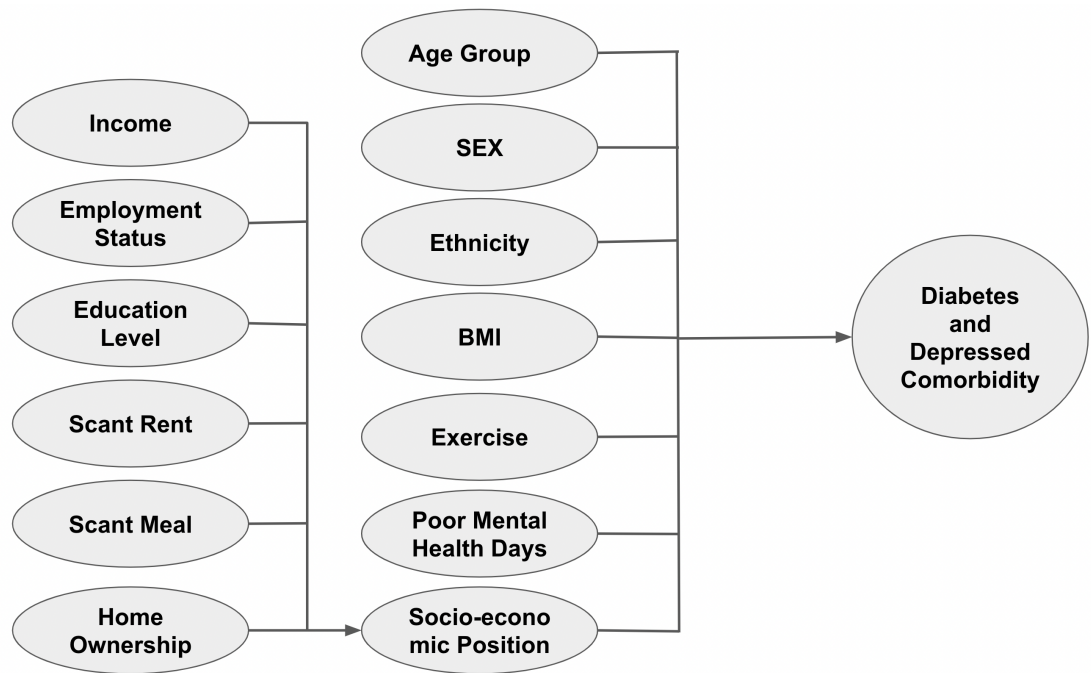 Income
Employment
Status
Education
Level
Scant Rent
Scant Meal
Home
Ownership
Age Group
SEX
Ethnicity
BMI
Exercise
Poor Mental
Health Days
Socio-econo
mic Position
Diabetes
and
Depressed
Comorbidity